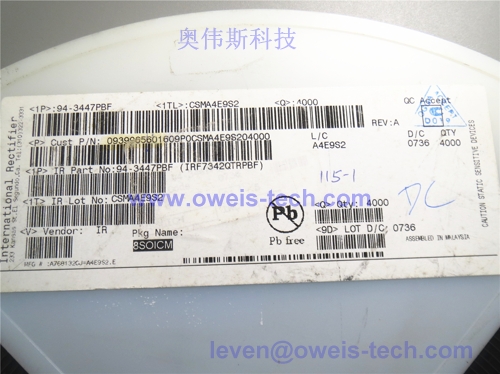 奥伟斯科技
International Rectifier
<1P>:94-3447PBF <1TL>:CSMA4E9S2 <Q>:4000 QC Accept
REV:A
<P> Cust P/N: 0939965601609P0CSMA4E9S204000 L/C D/C QTY
A4E9S2 0736 4000
<1P> IR Part No:94-3447PBF (IRF7342QTRPBF)
115-1
<1T> IR Lot No:CSMA4E9S2
Pb
Q> Qty: 4000
DC
<V> Vendor: IR Pkg Name: Pb free <9D> LOT D/C: 0736
8SOICM
ASSEMBLED IN MALAYSIA
CAUTION STATIC SENSITIVE DEVICES
www.oweis-tech.com
leven@oweis-tech.com